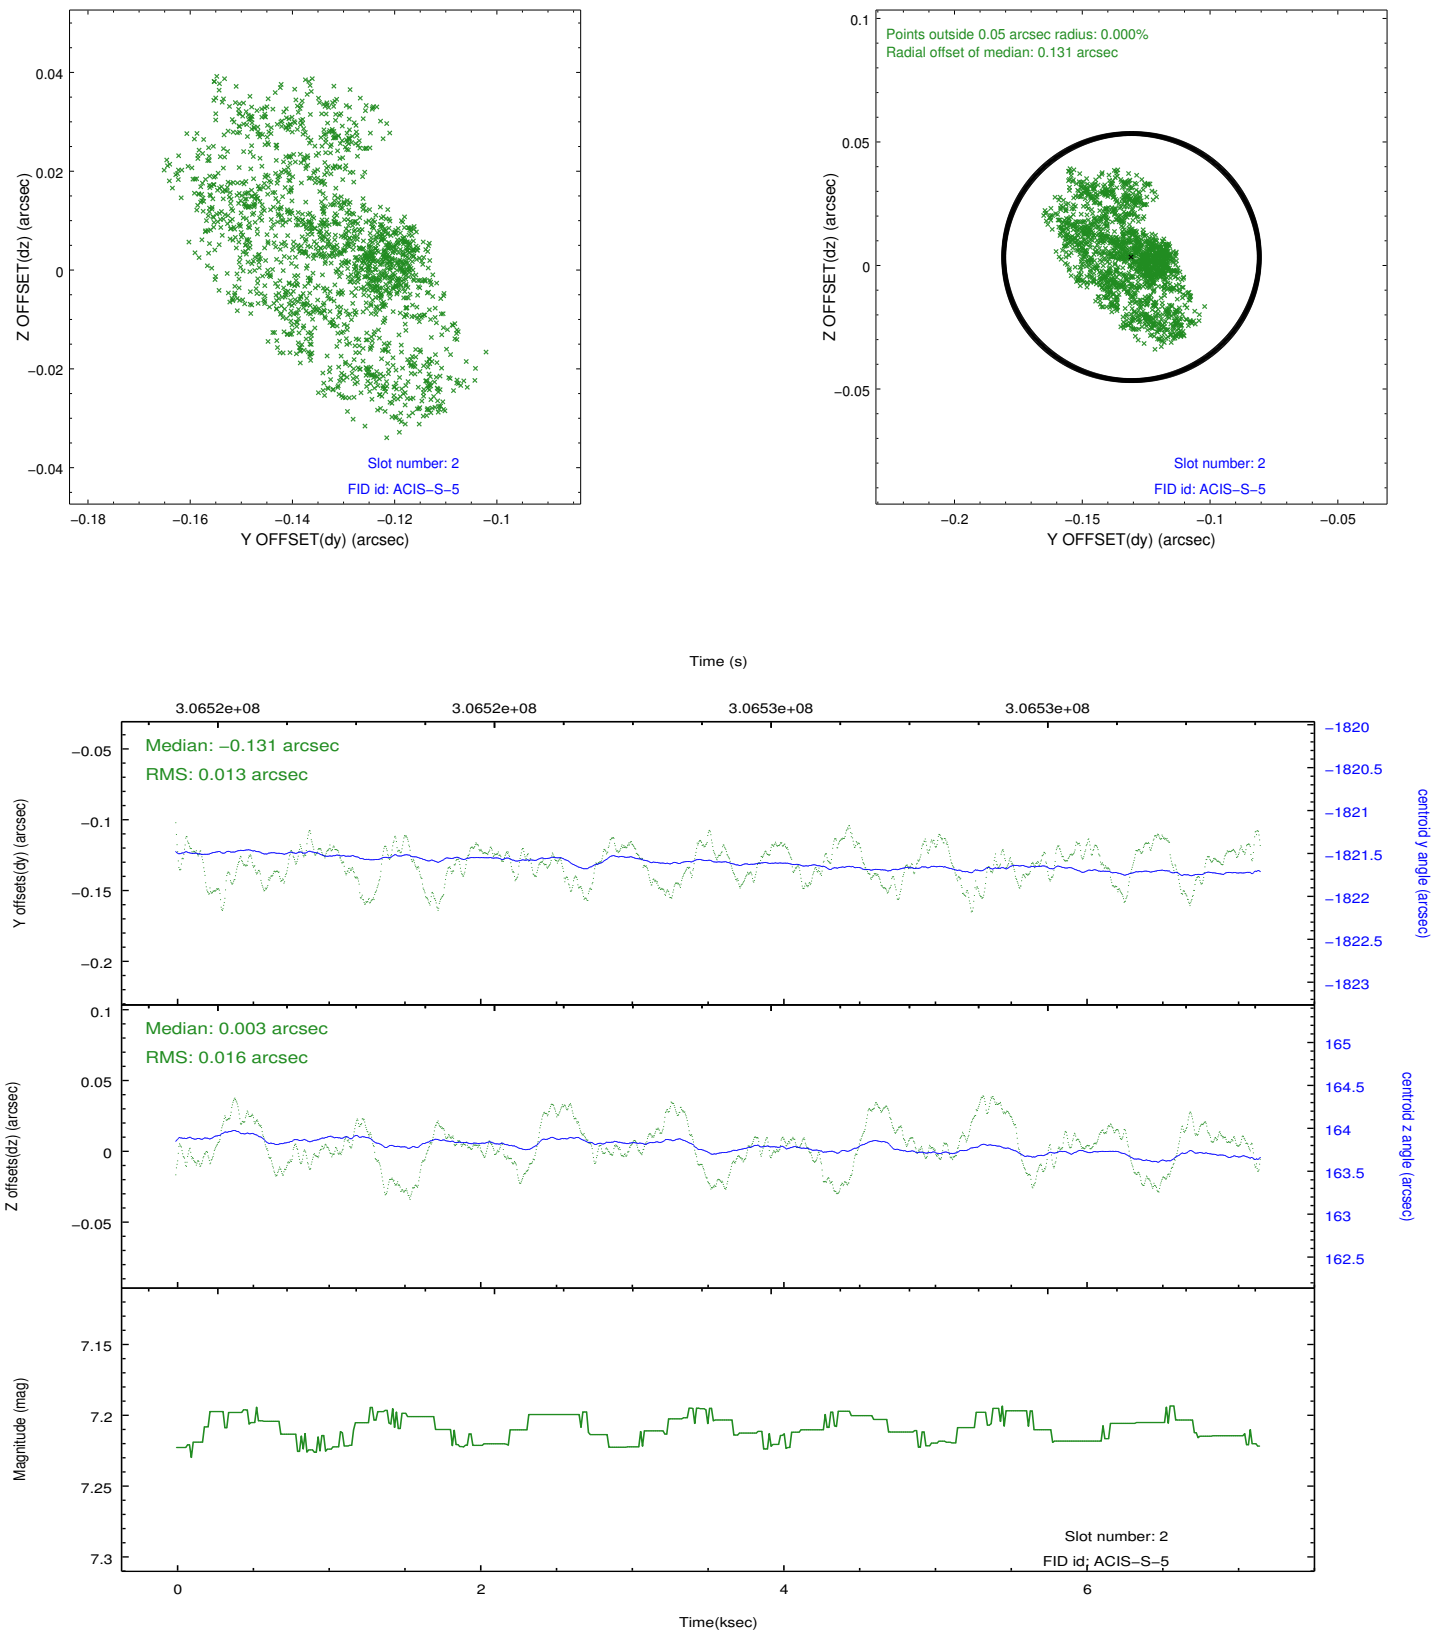 0.04
0.02
0
−0.02
−0.04
Z OFFSET(dz) (arcsec)
Slot number: 2
FID id: ACIS−S−5
−0.18
−0.16
−0.14
−0.12
−0.1
Y OFFSET(dy) (arcsec)
0.1
0.05
0
−0.05
Z OFFSET(dz) (arcsec)
Points outside 0.05 arcsec radius: 0.000%
Radial offset of median: 0.131 arcsec
Slot number: 2
FID id: ACIS−S−5
−0.2
−0.15
−0.1
−0.05
Y OFFSET(dy) (arcsec)
Time (s)
3.0652e+08
3.0652e+08
3.0653e+08
3.0653e+08
−0.05
−0.1
−0.15
−0.2
Y offsets(dy) (arcsec)
Median: −0.131 arcsec
RMS: 0.013 arcsec
−1820
−1820.5
−1821
−1821.5
−1822
−1822.5
−1823
centroid y angle (arcsec)
0.1
0.05
0
−0.05
Z offsets(dz) (arcsec)
Median: 0.003 arcsec
RMS: 0.016 arcsec
165
164.5
164
163.5
163
162.5
centroid z angle (arcsec)
7.15
7.2
7.25
7.3
Magnitude (mag)
Slot number: 2
FID id: ACIS−S−5
0
2
4
6
Time(ksec)